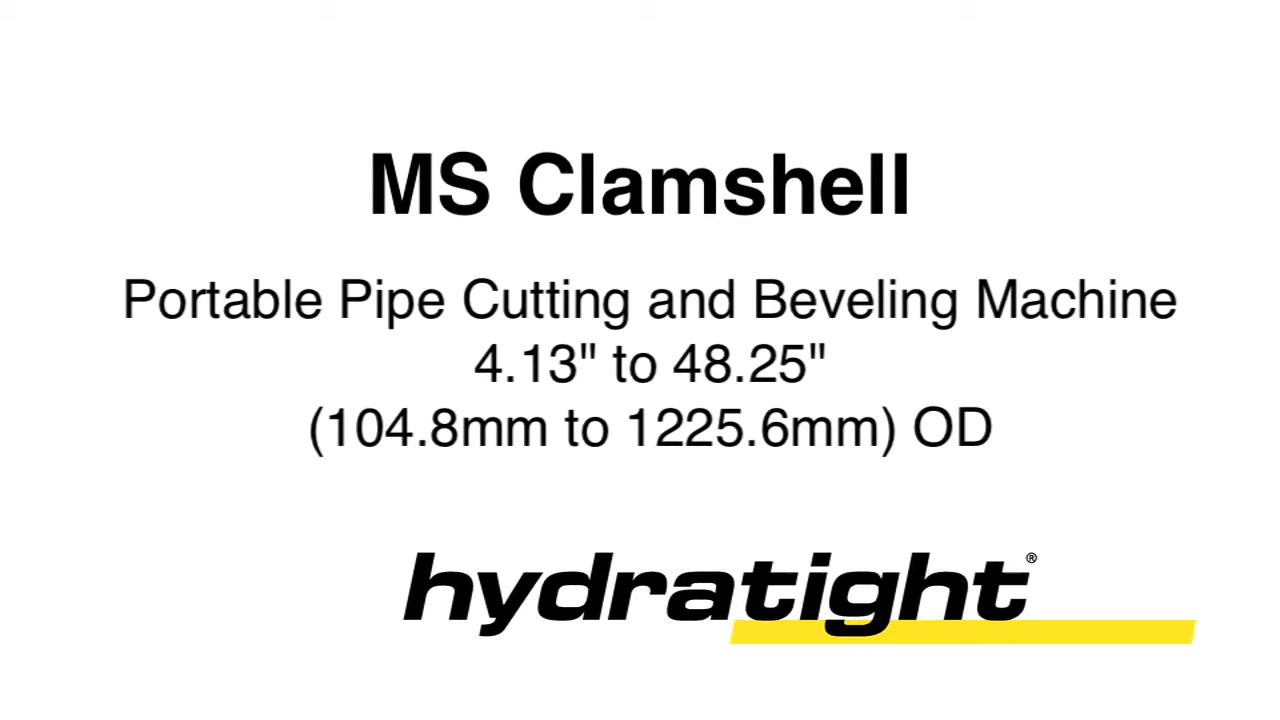 MS Clamshell
Portable Pipe Cutting and Beveling Machine
4.13" to 48.25"
(104.8mm to 1225.6mm) OD
hydratight®